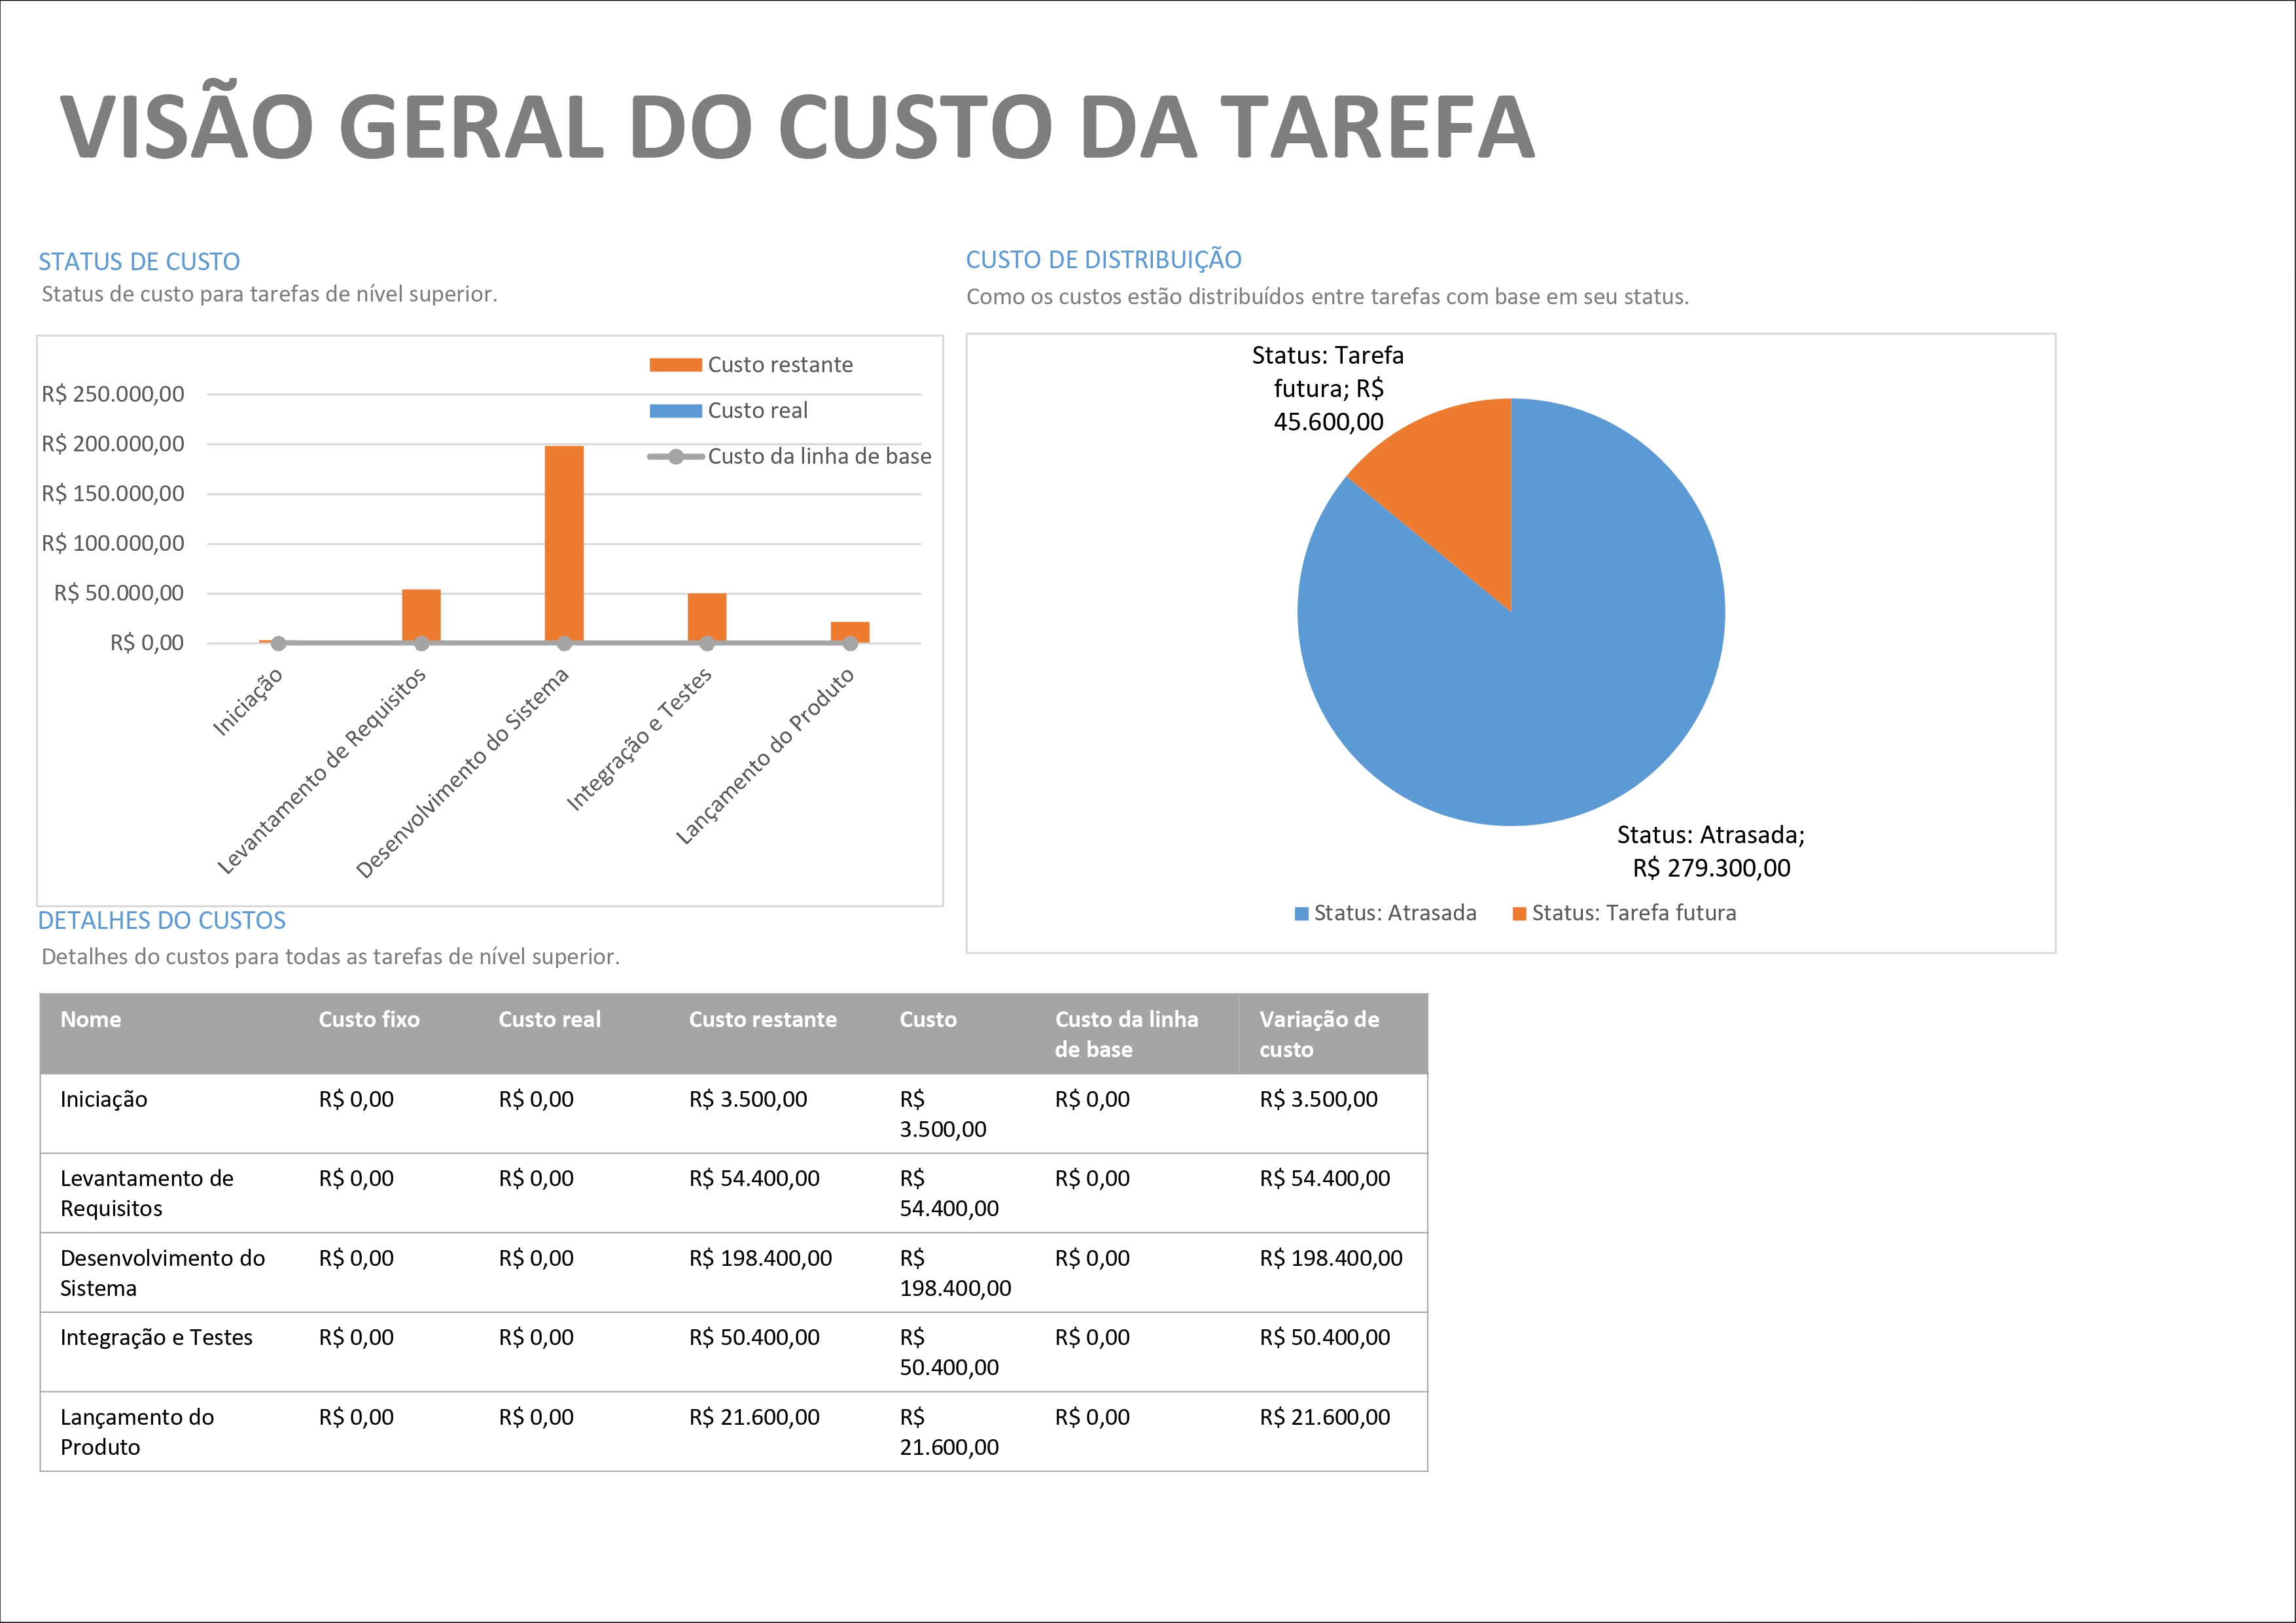 VISÃO GERAL DO CUSTO DA TAREFA
STATUS DE CUSTO
Status de custo para tarefas de nível superior.
R$ 250.000,00
R$ 200.000,00
R$ 150.000,00
R$ 100.000,00
R$ 50.000,00
R$ 0,00
Custo restante
Custo real
Custo da linha de base
Iniciação
Levantamento de Requisitos
Desenvolvimento do Sistema
Integração e Testes
Lançamento do Produto
CUSTO DE DISTRIBUIÇÃO
Como os custos estão distribuídos entre tarefas com base em seu status.
Status: Tarefa
futura; R$
45.600,00
Status: Atrasada;
R$ 279.300,00
Status: Atrasada Status: Tarefa futura
DETALHES DO CUSTOS
Detalhes do custos para todas as tarefas de nível superior.
Nome Custo fixo Custo real Custo restante Custo Custo da linha Variação de
de base custo
Iniciação R$ 0,00 R$ 0,00 R$ 3.500,00 R$ R$ 0,00 R$ 3.500,00
3.500,00
Levantamento de R$ 0,00 R$ 0,00 R$ 54.400,00 R$ R$ 0,00 R$ 54.400,00
Requisitos 54.400,00
Desenvolvimento do R$ 0,00 R$ 0,00 R$ 198.400,00 R$ R$ 0,00 R$ 198.400,00
Sistema 198.400,00
Integração e Testes R$ 0,00 R$ 0,00 R$ 50.400,00 R$ R$ 0,00 R$ 50.400,00
50.400,00
Lançamento do R$ 0,00 R$ 0,00 R$ 21.600,00 R$ R$ 0,00 R$ 21.600,00
Produto 21.600,00